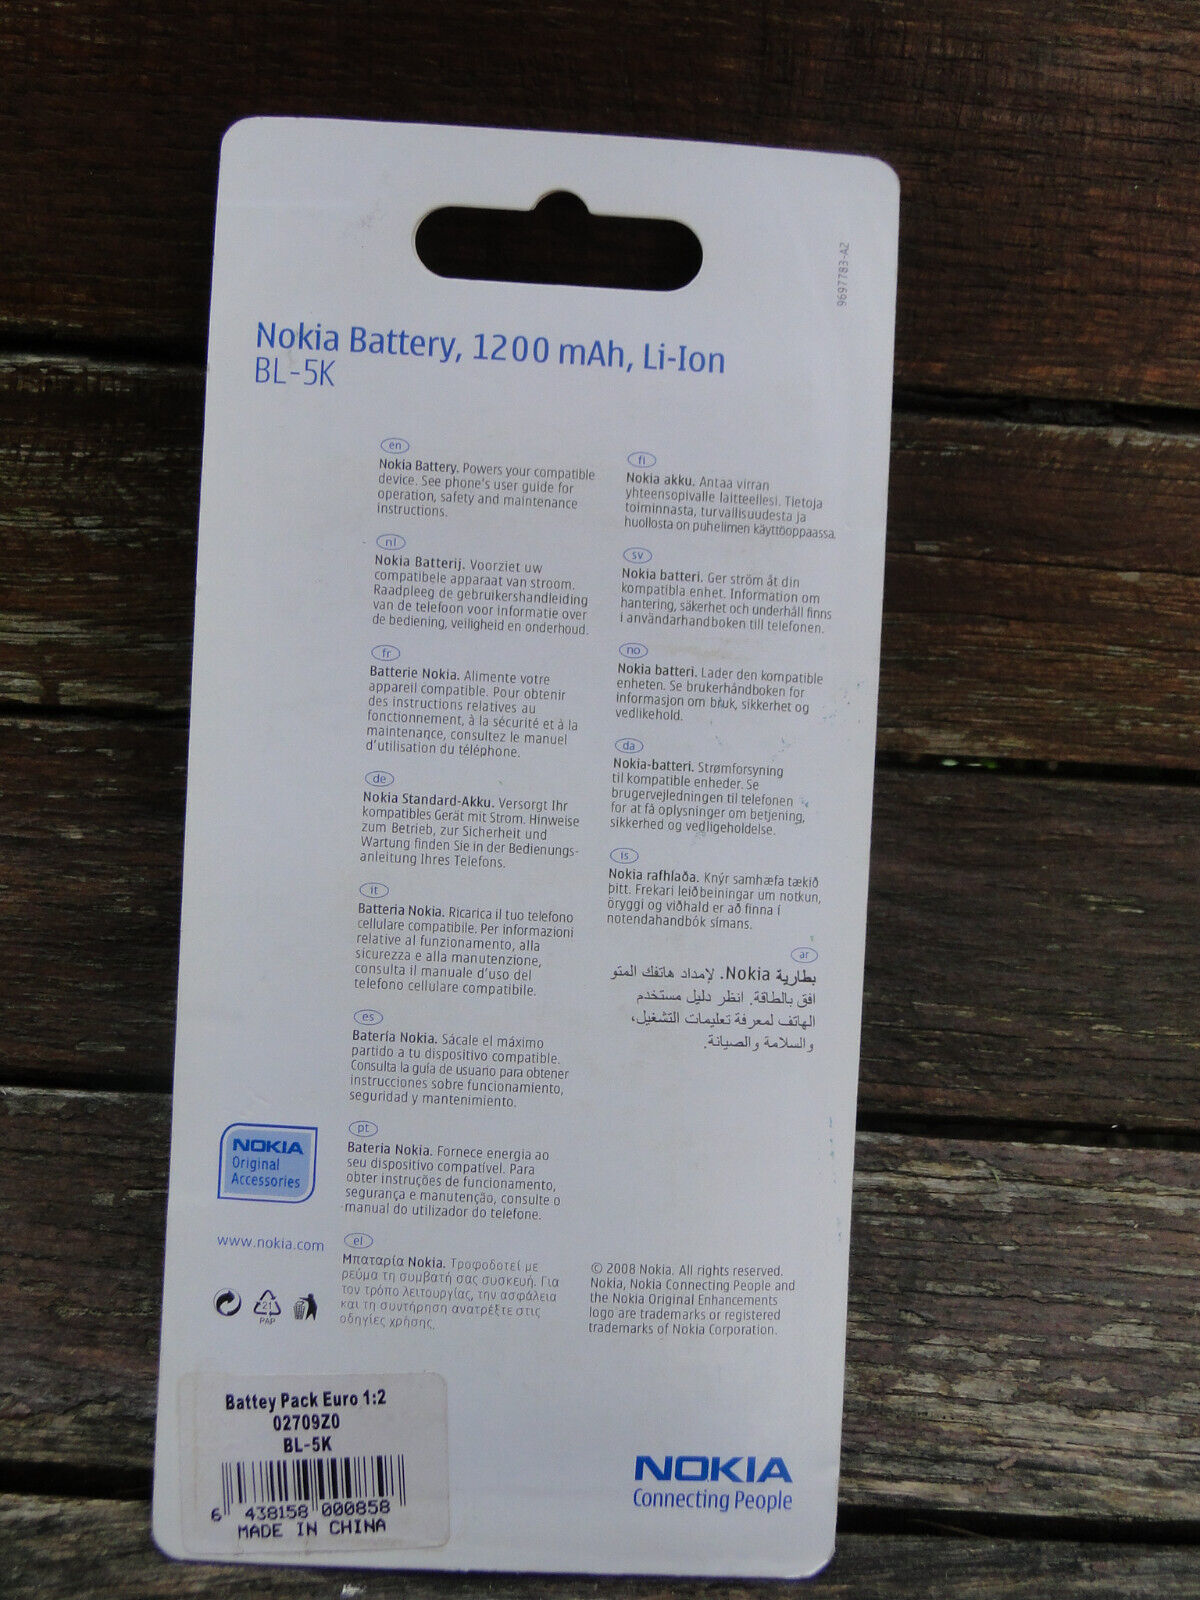 9697783-A2
Nokia Battery, 1200 mAh, Li-Ion
BL-5K
en
Nokia Battery. Powers your compatible
device. See phone's user guide for
operation, safety and maintenance
instructions.
nl
Nokia Batterij. Voorziet uw
compatibele apparaat van stroom.
Raadpleeg de gebruikershandleiding
van de telefoon voor informatie over
de bediening, veiligheid en onderhoud.
fr
Batterie Nokia. Alimente votre
appareil compatible. Pour obtenir
des instructions relatives au
fonctionnement, à la sécurité et à la
maintenance, consultez le manuel
d'utilisation du téléphone.
de
Nokia Standard-Akku. Versorgt Ihr
kompatibles Gerät mit Strom. Hinweise
zum Betrieb, zur Sicherheit und
Wartung finden Sie in der Bedienungs-
anleitung Ihres Telefons.
it
Batteria Nokia. Ricarica il tuo telefono
cellulare compatibile. Per informazioni
relative al funzionamento, alla
sicurezza e alla manutenzione,
consulta il manuale d'uso del
telefono cellulare compatibile.
es
Batería Nokia. Sácale el máximo
partido a tu dispositivo compatible.
Consulta la guía de usuario para obtener
instrucciones sobre funcionamiento,
seguridad y mantenimiento.
pt
Bateria Nokia. Fornece energia ao
seu dispositivo compatível. Para
obter instruções de funcionamento,
segurança e manutenção, consulte o
manual do utilizador do telefone.
el
Μπαταρία Nokia. Τροφοδοτεί με
ρεύμα τη συμβατή σας συσκευή. Για
τον τρόπο λειτουργίας, την ασφάλεια
και τη συντήρηση ανατρέξτε στις
οδηγίες χρήσης.
fi
Nokia akku. Antaa virran
yhteensopivalle laitteellesi. Tietoja
toiminnasta, turvallisuudesta ja
huollosta on puhelimen käyttöoppaassa.
sv
Nokia batteri. Ger ström åt din
kompatibla enhet. Information om
hantering, säkerhet och underhåll finns
i användarhandboken till telefonen.
no
Nokia batteri. Lader den kompatible
enheten. Se brukerhåndboken for
informasjon om bruk, sikkerhet og
vedlikehold.
da
Nokia-batteri. Strømforsyning
til kompatible enheder. Se
brugervejledningen til telefonen
for at få oplysninger om betjening,
sikkerhed og vedligeholdelse.
is
Nokia rafhlaða. Knýr samhæfa tækið
þitt. Frekari leiðbeiningar um notkun,
öryggi og viðhald er að finna í
notendahandbók símans.
ar
بطارية Nokia. لإمداد هاتفك المتو
افق بالطاقة. انظر دليل مستخدم
الهاتف لمعرفة تعليمات التشغيل،
والسلامة والصيانة.
NOKIA
Original
Accessories
www.nokia.com
21
PAP
© 2008 Nokia. All rights reserved.
Nokia, Nokia Connecting People and
the Nokia Original Enhancements
logo are trademarks or registered
trademarks of Nokia Corporation.
Battey Pack Euro 1:2
02709Z0
BL-5K
6 438158 000858
MADE IN CHINA
NOKIA
Connecting People